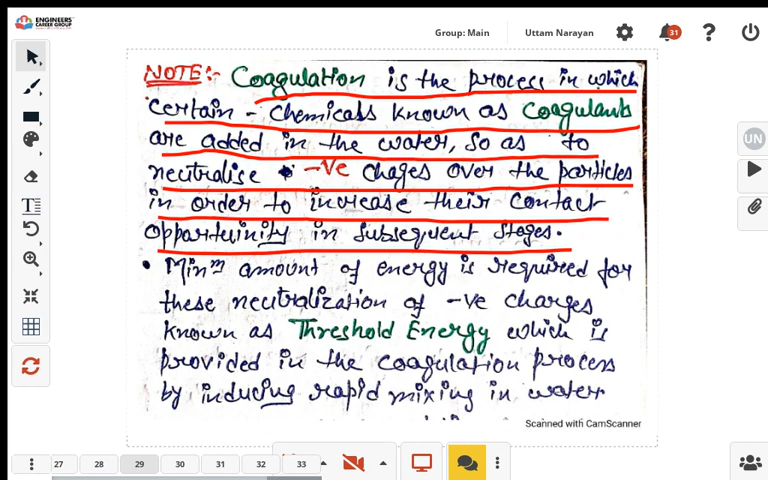 ENGINEERS
CAREER GROUP
Group: Main
Uttam Narayan
31
NOTE:- Coagulation is the process in which
certain - chemicals known as Coagulants
are added in the water, so as to
neutralise -ve chages over the particles
in order to increase their contact
opportuinity in subsequent stages.
• Minm amount of energy is required for
these neutralization of -ve charges
known as Threshold Energy which is
provided in the coagulation process
by inducing rapid mixing in water
Scanned with CamScanner
UN
27 28 29 30 31 32 33